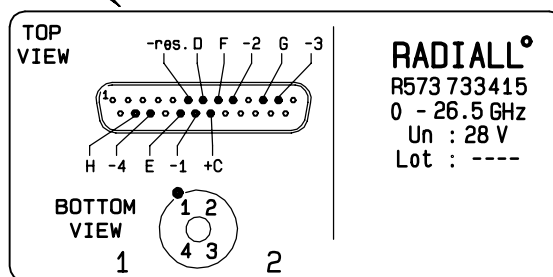 TOP
VIEW
-res. D F -2 G -3
1
H -4 E -1 +C
BOTTOM
VIEW
1 2
4 3
1 2
RADIALL°
R573 733415
0 - 26.5 GHz
Un : 28 V
Lot : ----